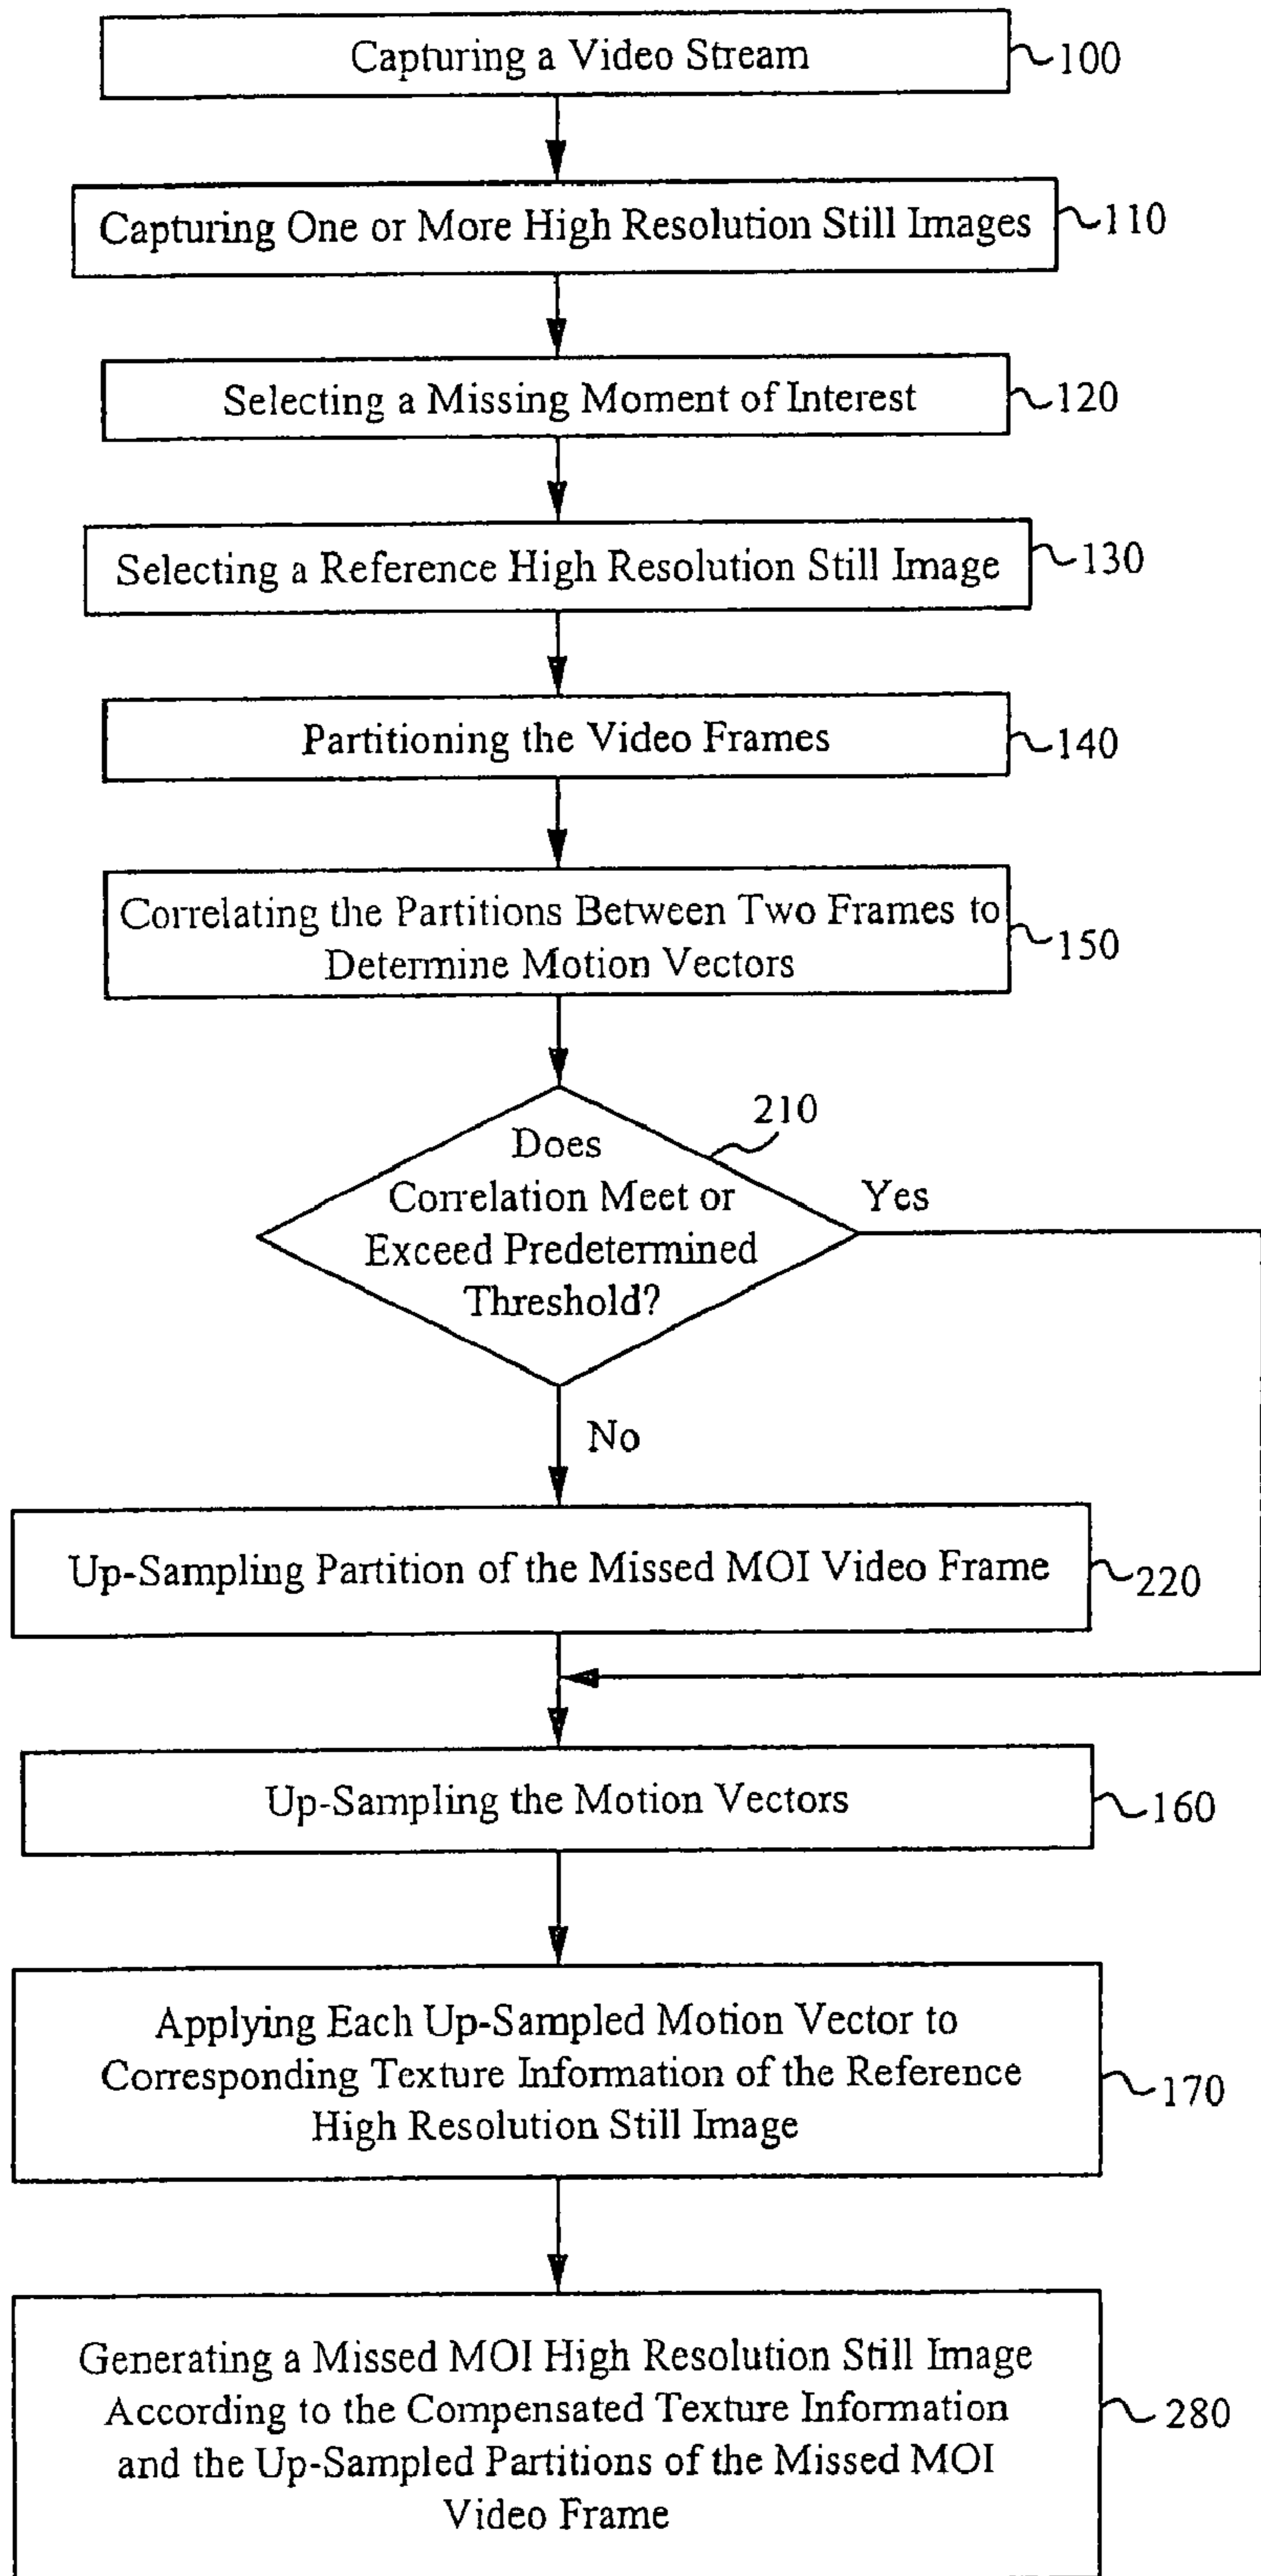 Capturing a Video Stream
100
Capturing One or More High Resolution Still Images
110
Selecting a Missing Moment of Interest
120
Selecting a Reference High Resolution Still Image
130
Partitioning the Video Frames
140
Correlating the Partitions Between Two Frames to
Determine Motion Vectors
150
210
Does
Correlation Meet or
Exceed Predetermined
Threshold?
Yes
No
Up-Sampling Partition of the Missed MOI Video Frame
220
Up-Sampling the Motion Vectors
160
Applying Each Up-Sampled Motion Vector to
Corresponding Texture Information of the Reference
High Resolution Still Image
170
Generating a Missed MOI High Resolution Still Image
According to the Compensated Texture Information
and the Up-Sampled Partitions of the Missed MOI
Video Frame
280